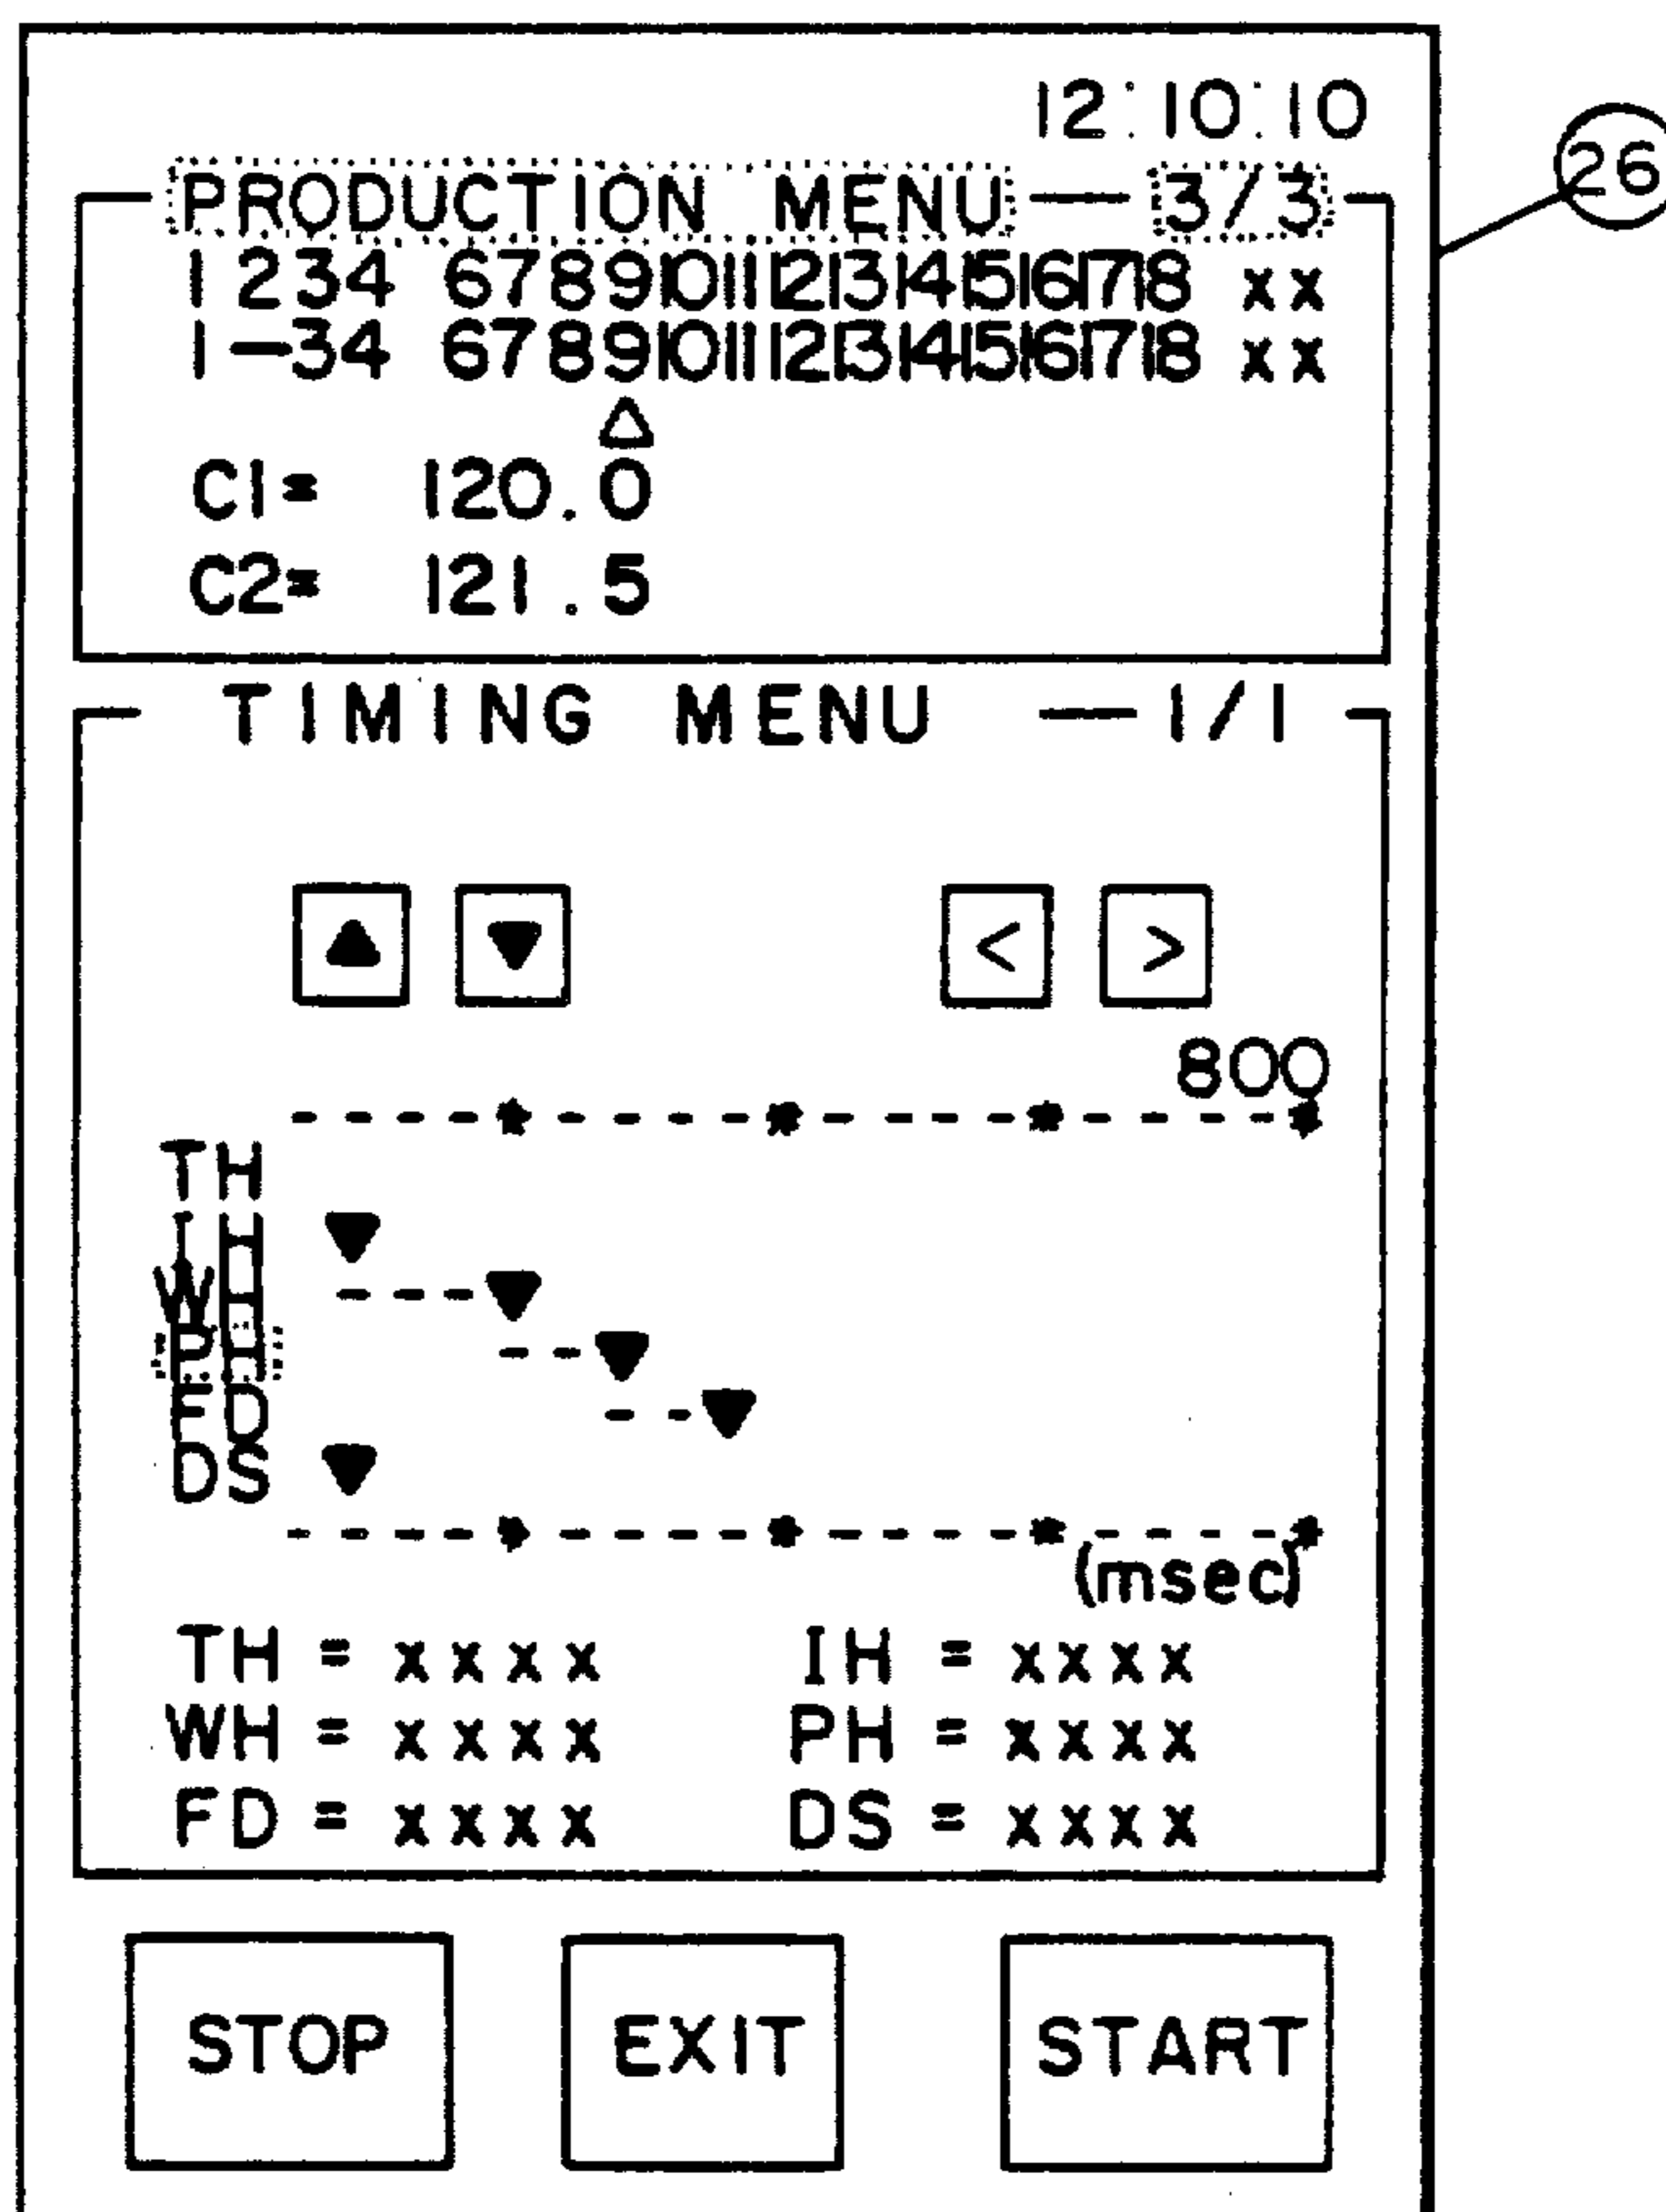 12:10:10
26
PRODUCTION MENU — 3/3
1 234 6789101112131415161718 xx
1-34 6789101112131415161718 xx
△
C1= 120.0
C2= 121.5
TIMING MENU — 1/1
▲ ▼ < >
800
TH
IH
WH
PH
FD
DS
(msec)
TH = xxxx IH = xxxx
WH = xxxx PH = xxxx
FD = xxxx DS = xxxx
STOP EXIT START